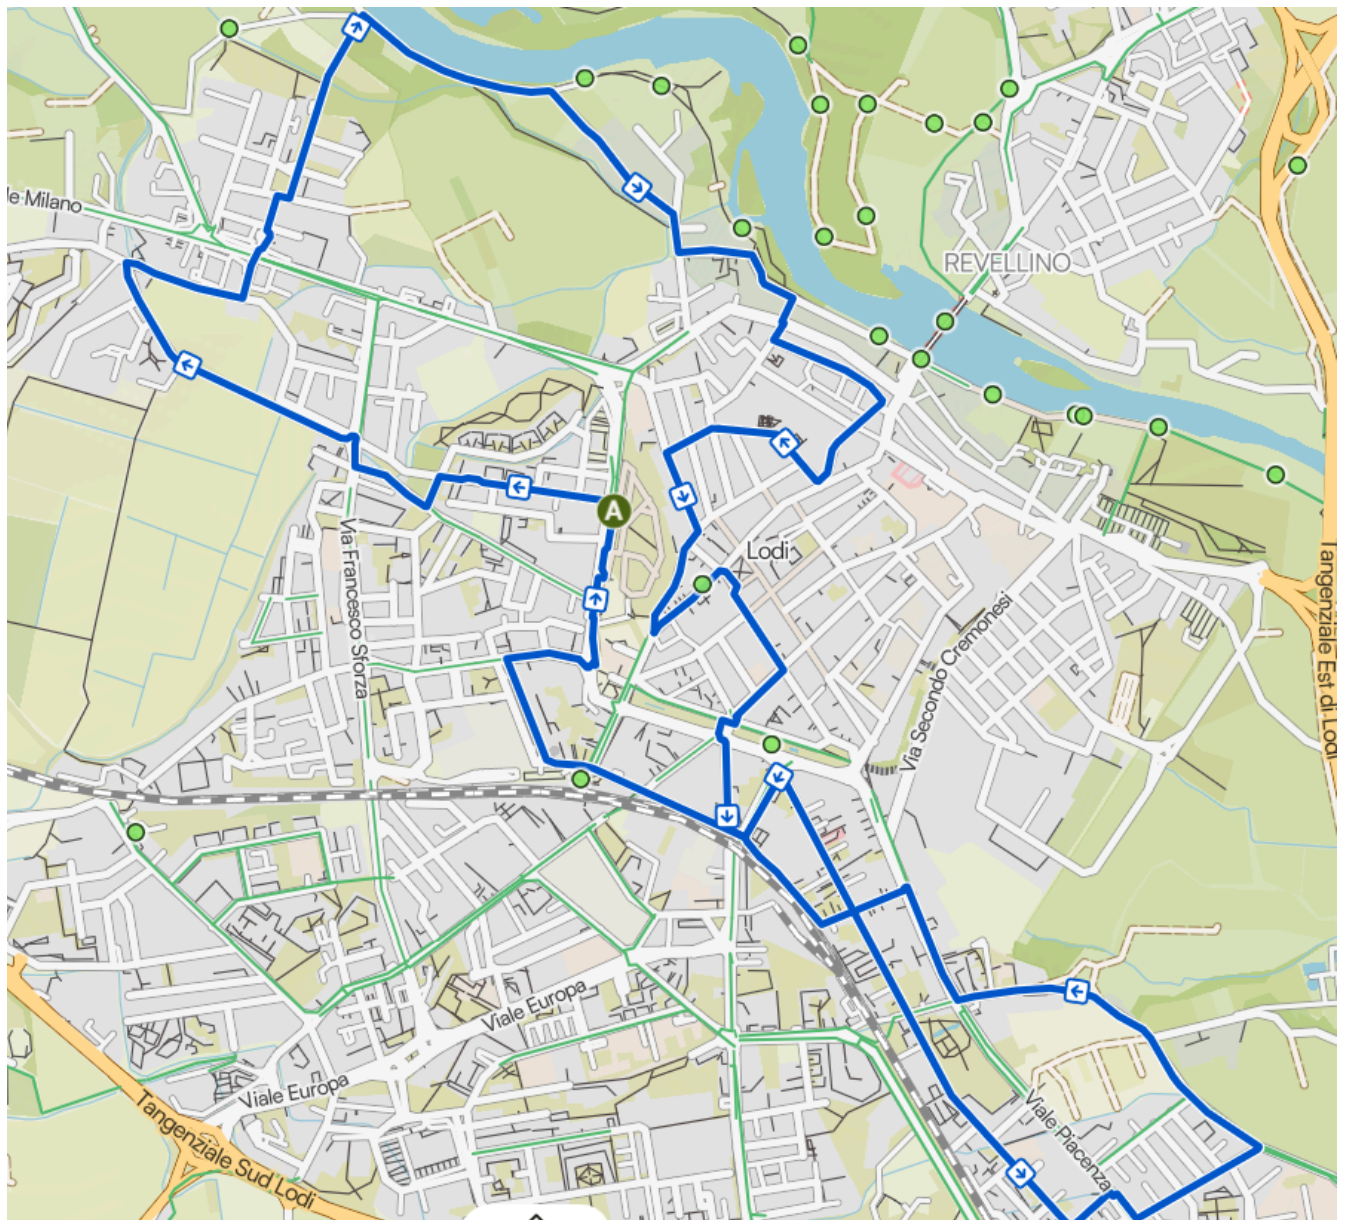 le Milano
REVELLINO
A
Lodi
Via Francesco Sforza
Via Secondo Cremonesi
Tangenziale Est di Lodi
Viale Europa
Viale Europa
Viale Piacenza
Tangenziale Sud Lodi